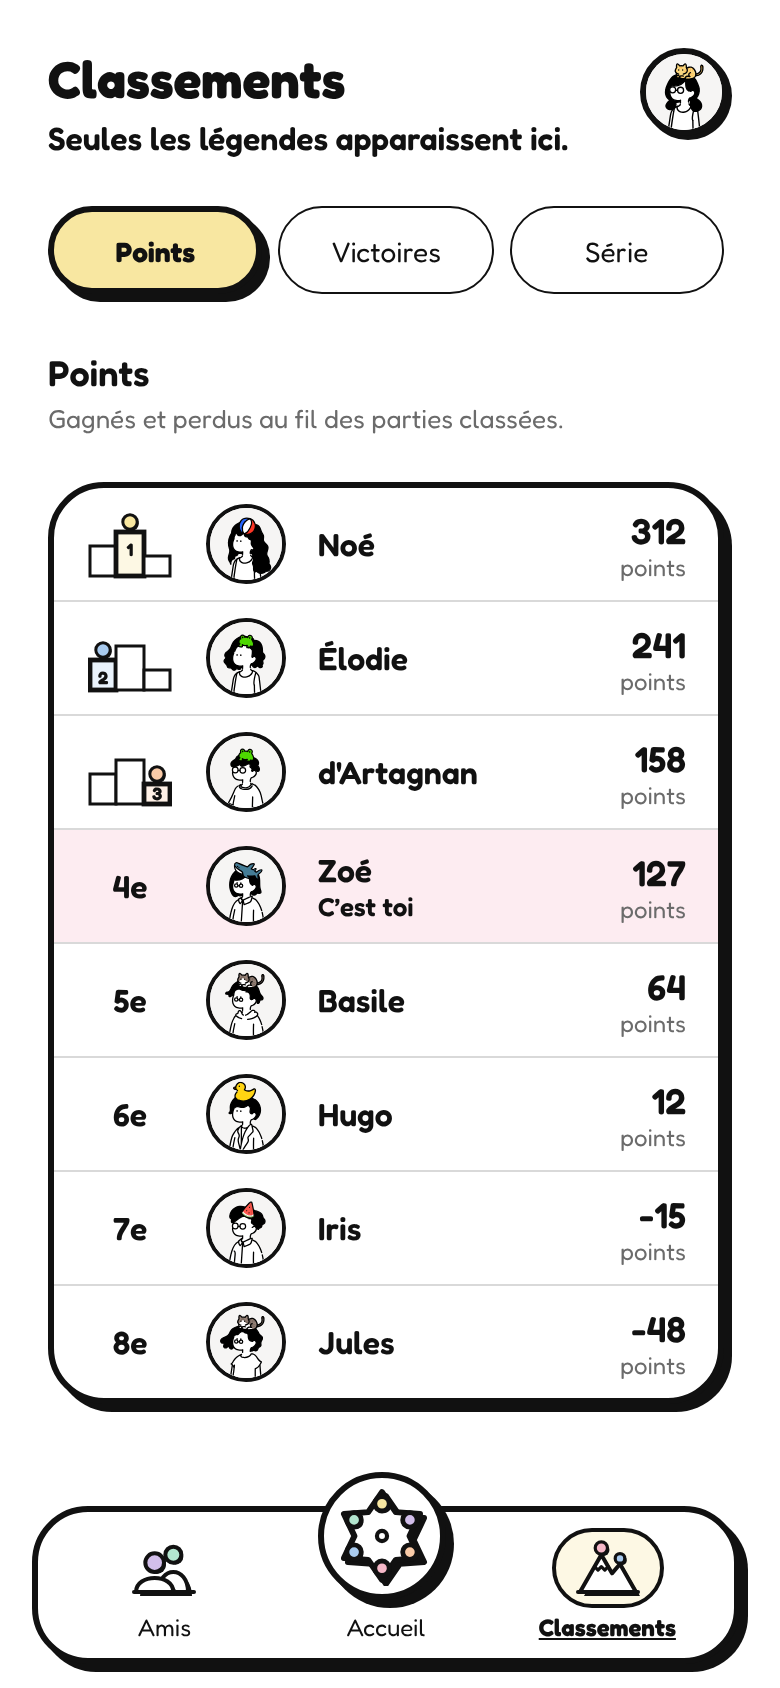 Classements
Seules les légendes apparaissent ici.
Points
Victoires
Série
Points
Gagnés et perdus au fil des parties classées.
1
Noé
312
points
2
Élodie
241
points
3
d'Artagnan
158
points
4e
Zoé
C’est toi
127
points
5e
Basile
64
points
6e
Hugo
12
points
7e
Iris
-15
points
8e
Jules
-48
points
Amis
Accueil
Classements